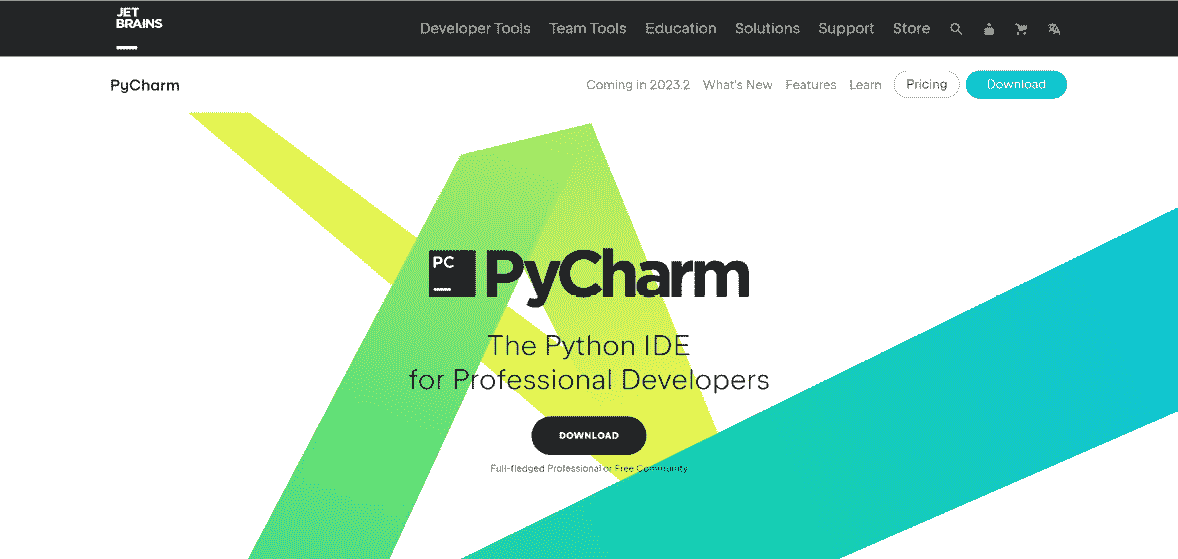 JET
BRAINS
Developer Tools Team Tools Education Solutions Support Store
PyCharm
Coming in 2023.2 What's New Features Learn Pricing Download
PC
PyCharm
The Python IDE
for Professional Developers
DOWNLOAD
Full-fledged Professional or Free Community